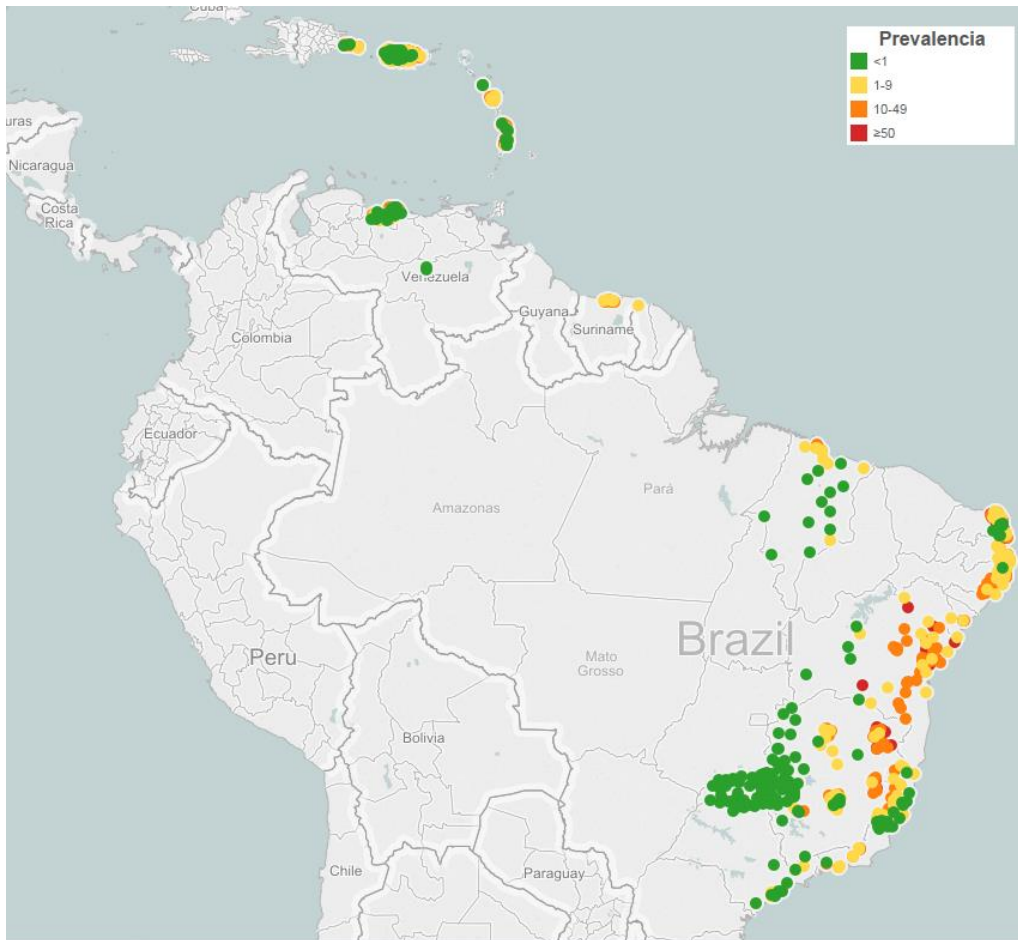 Cuba
Prevalencia
<1
1-9
10-49
≥50
uras
Nicaragua
Costa
Rica
Venezuela
Guyana
Suriname
Colombia
Ecuador
Pará
Amazonas
Brazil
Peru
Mato
Grosso
Bolivia
Chile
Paraguay